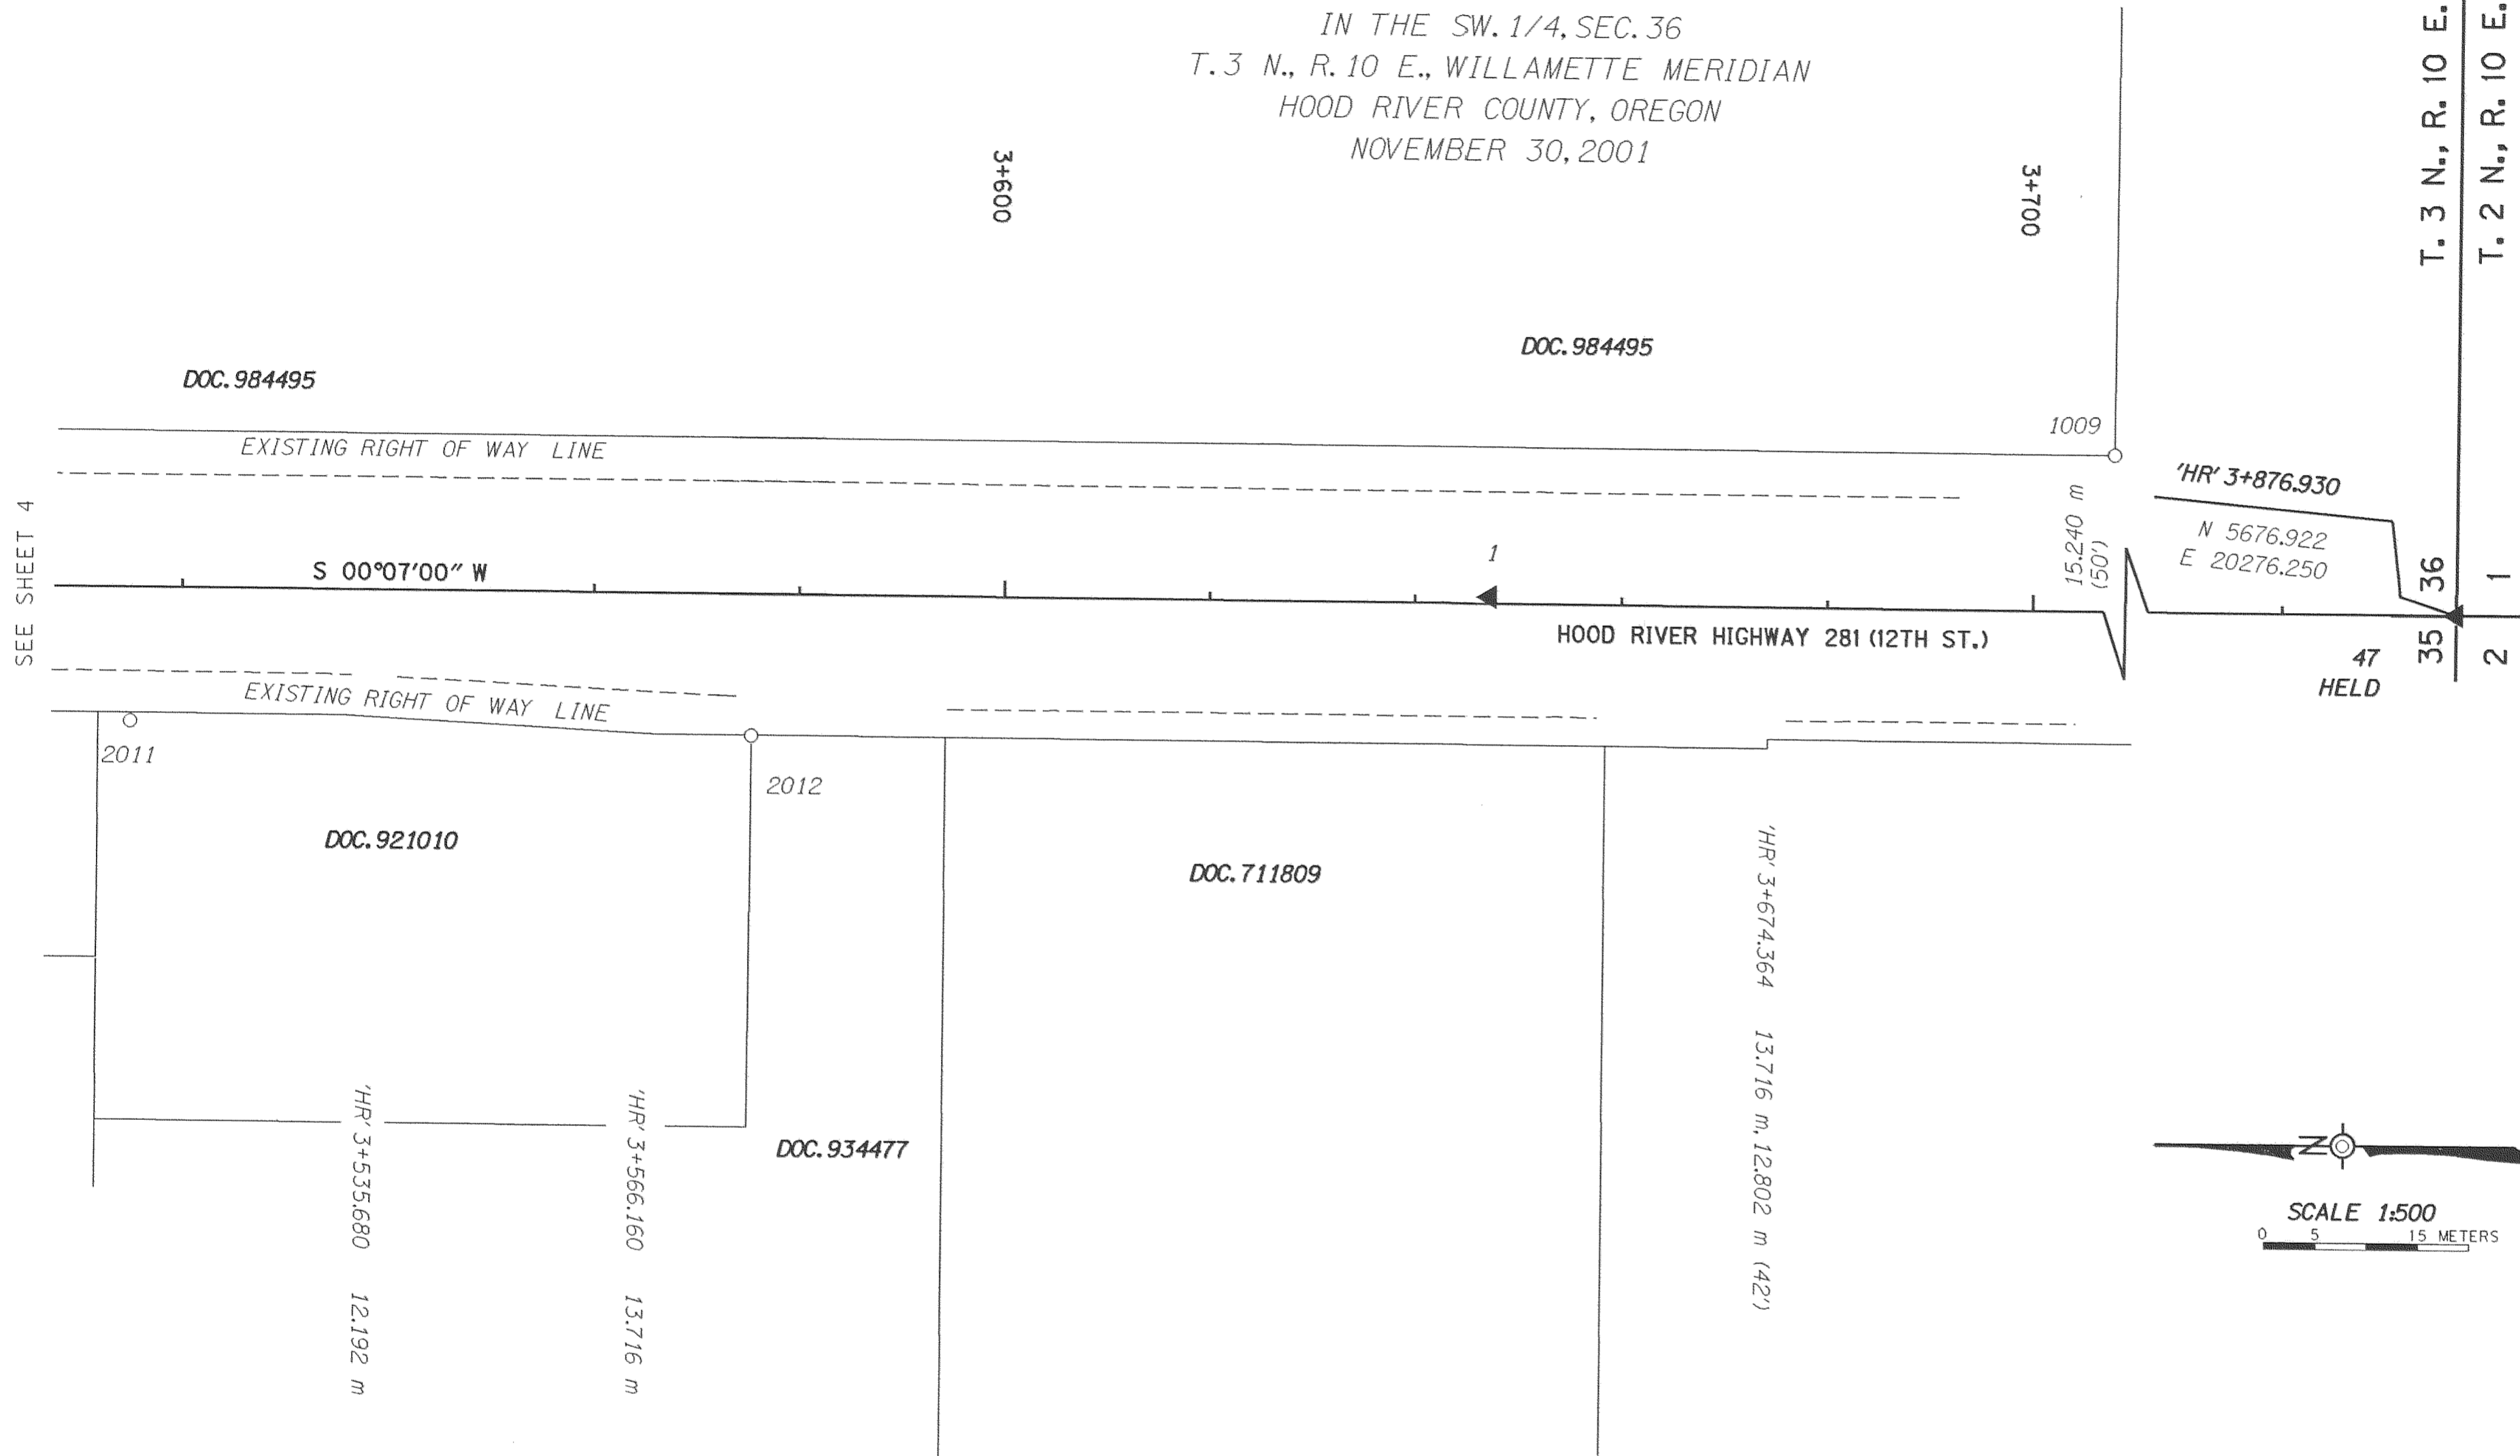 IN THE SW. 1/4, SEC. 36
T. 3 N., R. 10 E., WILLAMETTE MERIDIAN
HOOD RIVER COUNTY, OREGON
NOVEMBER 30, 2001
T. 3 N., R. 10 E.
T. 2 N., R. 10 E.
3+600
3+700
DOC. 984495
DOC. 984495
1009
EXISTING RIGHT OF WAY LINE
'HR' 3+876.930
N 5676.922
E 20276.250
15.240 m
(50')
SEE SHEET 4
S 00°07'00" W
1
36
1
HOOD RIVER HIGHWAY 281 (12TH ST.)
35
2
47
HELD
EXISTING RIGHT OF WAY LINE
2011
2012
DOC. 921010
DOC. 711809
DOC. 934477
'HR' 3+535.680 12.192 m
'HR' 3+566.160 13.716 m
'HR' 3+674.364 13.716 m, 12.802 m (42')
N
SCALE 1:500
0 5 15 METERS